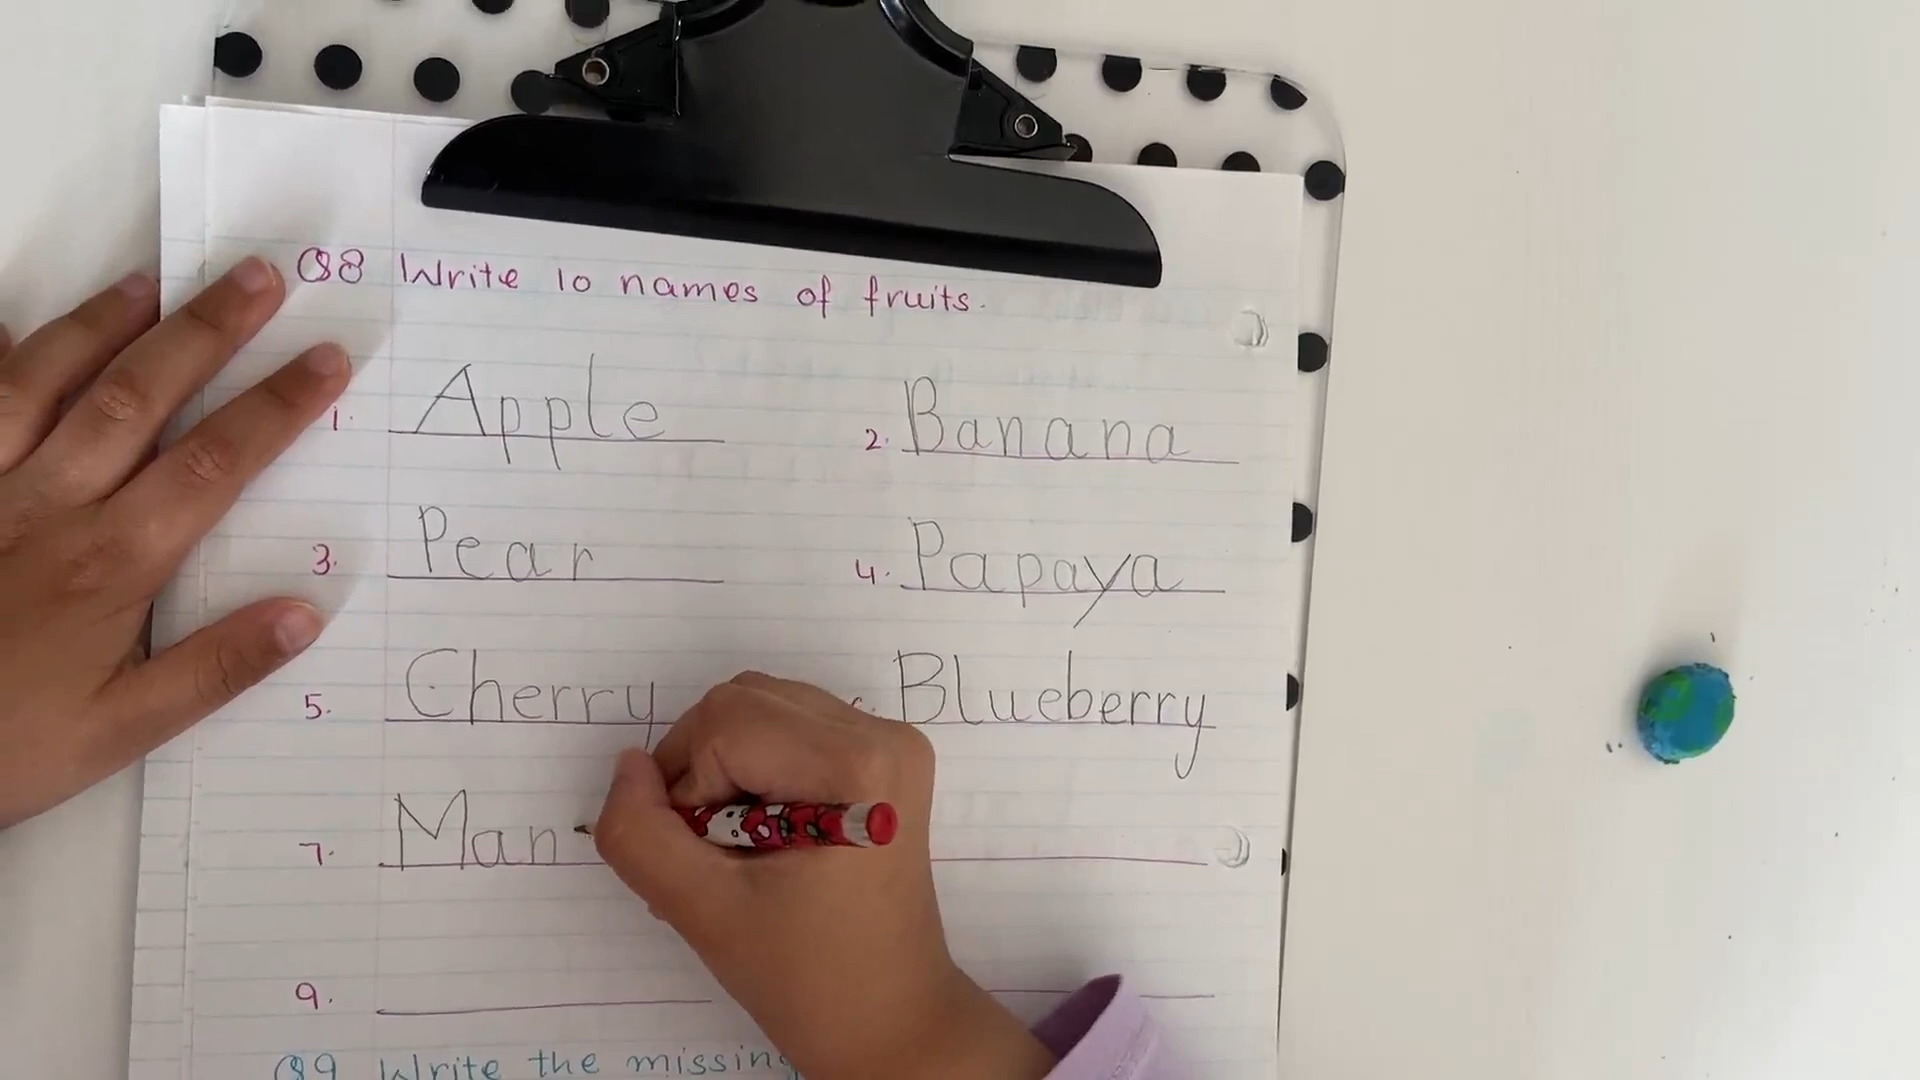 Q8 Write 10 names of fruits.
1. Apple 2. Banana
3. Pear 4. Papaya
5. Cherry Blueberry
7. Man
9.
Q9 Write the missing